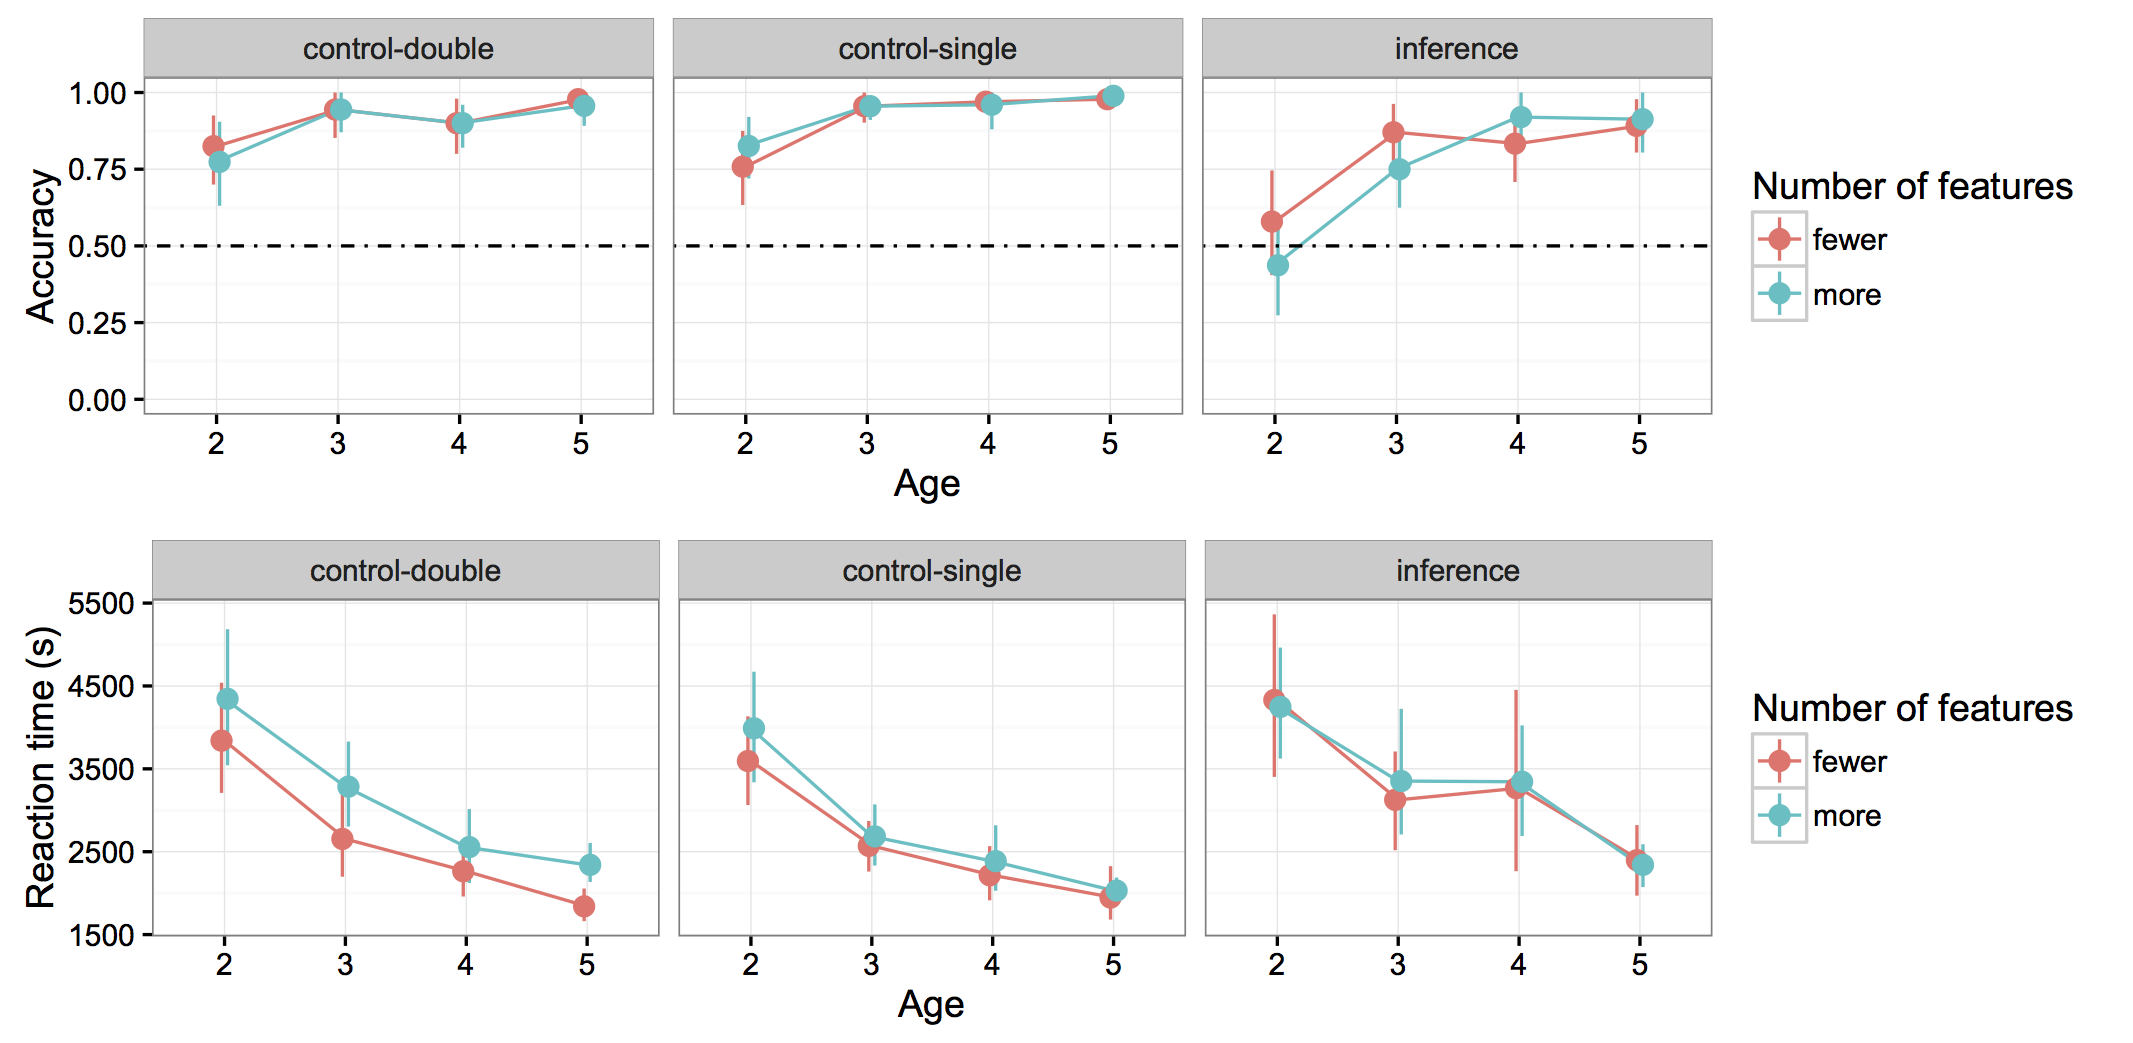 control-double control-single inference
1.00
0.75
0.50
0.25
0.00
Accuracy
2 3 4 5 2 3 4 5 2 3 4 5
Age
Number of features
fewer
more
control-double control-single inference
5500
4500
3500
2500
1500
Reaction time (s)
2 3 4 5 2 3 4 5 2 3 4 5
Age
Number of features
fewer
more